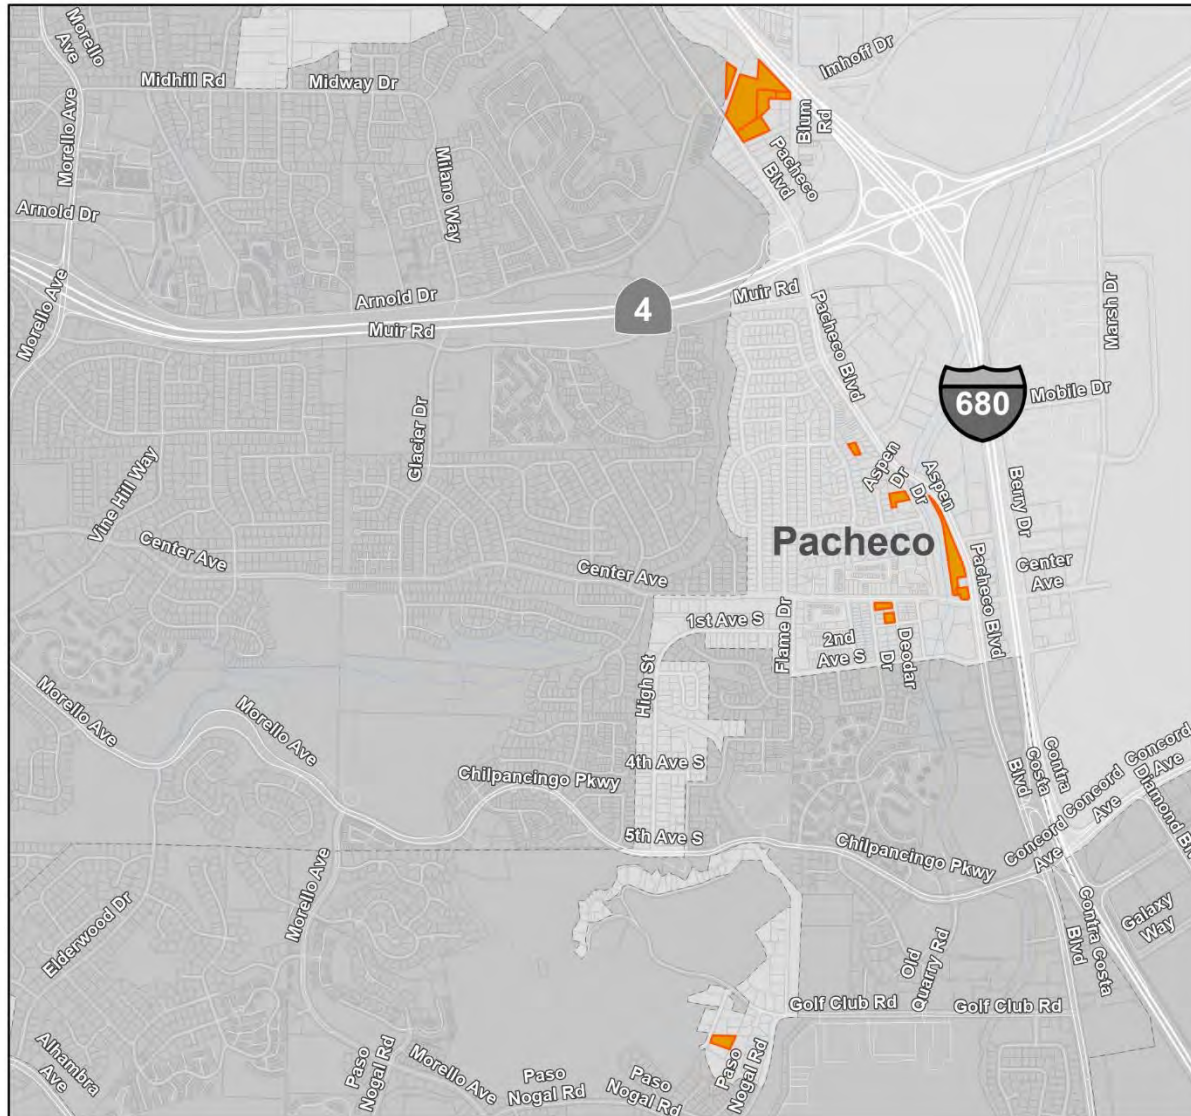 Morello
Ave
Midhill Rd
Midway Dr
Imhoff Dr
Blum
Rd
Morello Ave
Milano Way
Pacheco
Blvd
Arnold Dr
Morello Ave
Arnold Dr
Muir Rd
4
Muir Rd
Pacheco Blvd
Marsh Dr
680
Mobile Dr
Glacier Dr
Vine Hill Way
Aspen
Dr
Aspen
Dr
Berry Dr
Pacheco
Center Ave
Center Ave
Center
Ave
Pacheco Blvd
1st Ave S
Flame Dr
2nd
Ave S
Deodar
Dr
High St
Morello Ave
Morello Ave
4th Ave S
Chilpancingo Pkwy
5th Ave S
Chilpancingo Pkwy
Contra
Costa
Blvd
Concord
Ave
Concord
Ave
Concord
Ave
Diamond Blv
Galaxy
Way
Contra Costa
Blvd
Morello Ave
Elderwood Dr
Old
Quarry Rd
Golf Club Rd
Golf Club Rd
Alhambra
Ave
Paso
Nogal Rd
Morello Ave
Paso
Nogal Rd
Paso
Nogal Rd
Paso
Nogal Rd